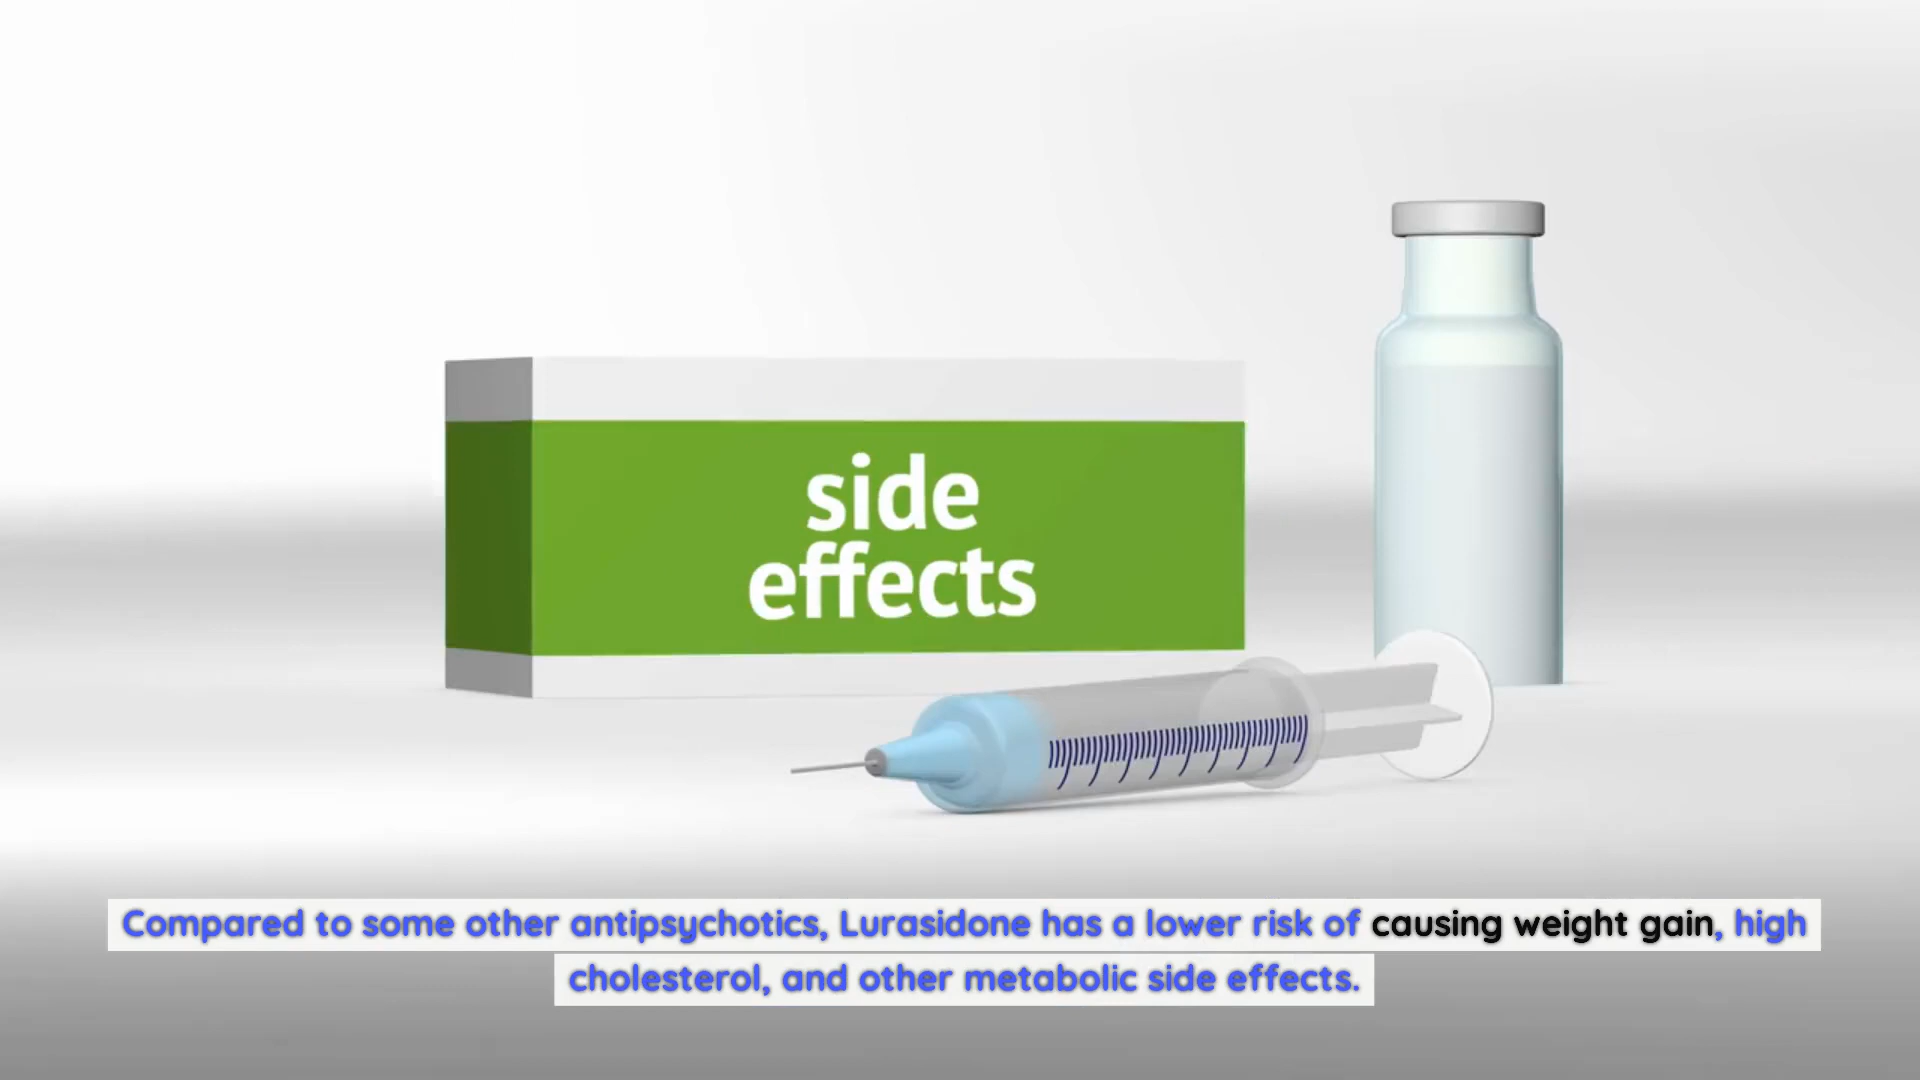 side
effects
Compared to some other antipsychotics, Lurasidone has a lower risk of causing weight gain, high
cholesterol, and other metabolic side effects.